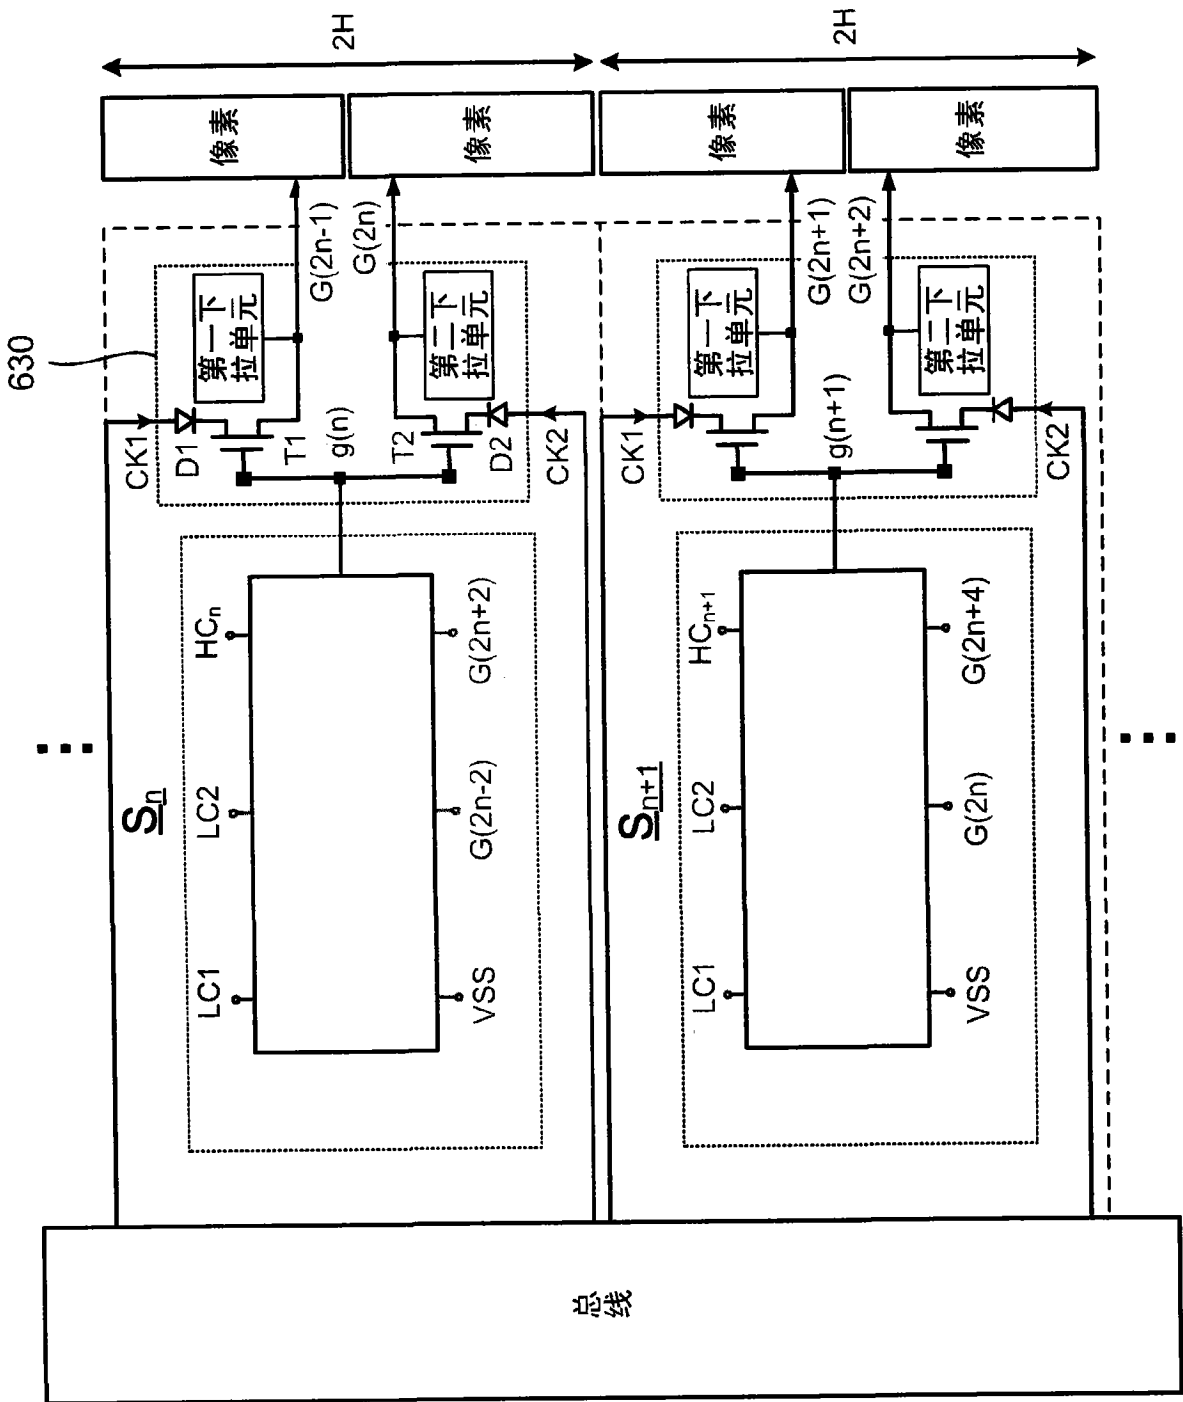 630
2H
2H
像素
像素
像素
像素
G(2n-1)
G(2n)
G(2n+1)
G(2n+2)
第一下
拉单元
第二下
拉单元
第一下
拉单元
第二下
拉单元
CK1
D1
T1
g(n)
T2
D2
CK2
CK1
g(n+1)
CK2
HCn
G(2n+2)
HCn+1
G(2n+4)
Sn
LC2
G(2n-2)
Sn+1
LC2
G(2n)
LC1
VSS
LC1
VSS
总线